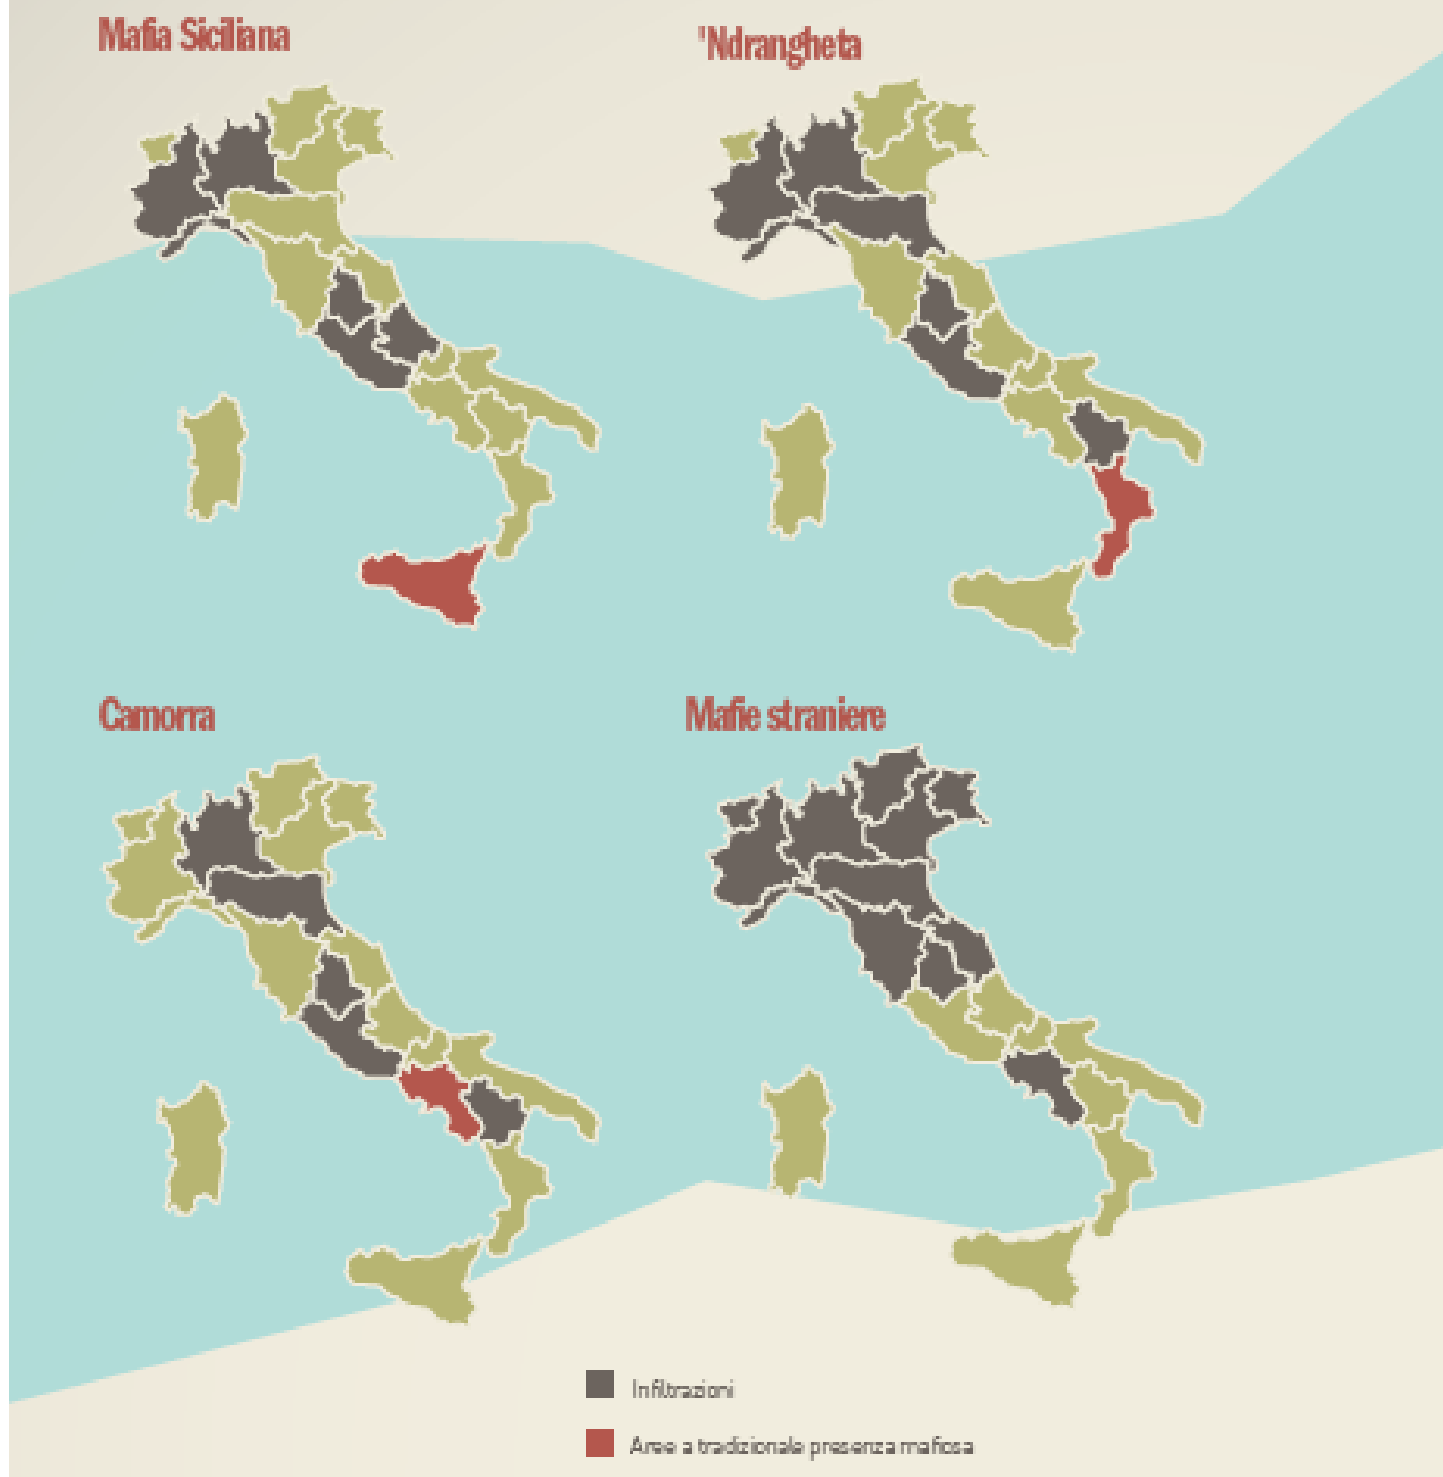 Mafia Siciliana
'Ndrangheta
Camorra
Mafie straniere
Infiltrazioni
Aree a tradizionale presenza mafiosa